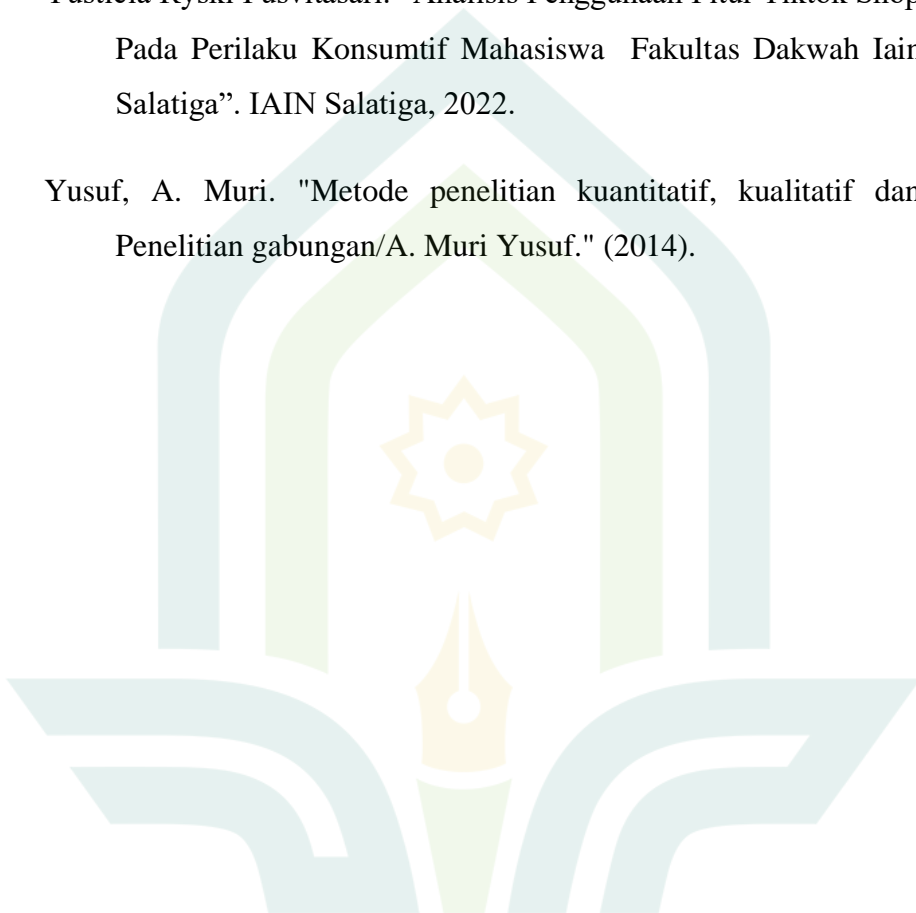 Yusticia Ryski Pusvitasari. “Analisis Penggunaan Fitur Tiktok Shop
Pada Perilaku Konsumtif Mahasiswa Fakultas Dakwah Iain
Salatiga”. IAIN Salatiga, 2022.
Yusuf, A. Muri. "Metode penelitian kuantitatif, kualitatif dan
Penelitian gabungan/A. Muri Yusuf." (2014).